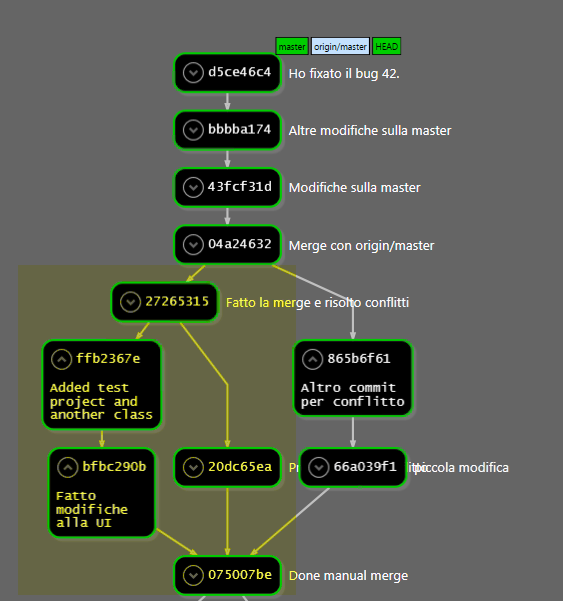 master origin/master HEAD
d5ce46c4 Ho fixato il bug 42.
bbbba174 Altre modifiche sulla master
43fcf31d Modifiche sulla master
04a24632 Merge con origin/master
27265315 Fatto la merge e risolto conflitti
ffb2367e
Added test
project and
another class
865b6f61
Altro commit
per conflitto
bfbc290b
Fatto
modifiche
alla UI
20dc65ea
66a039f1 piccola modifica
075007be Done manual merge